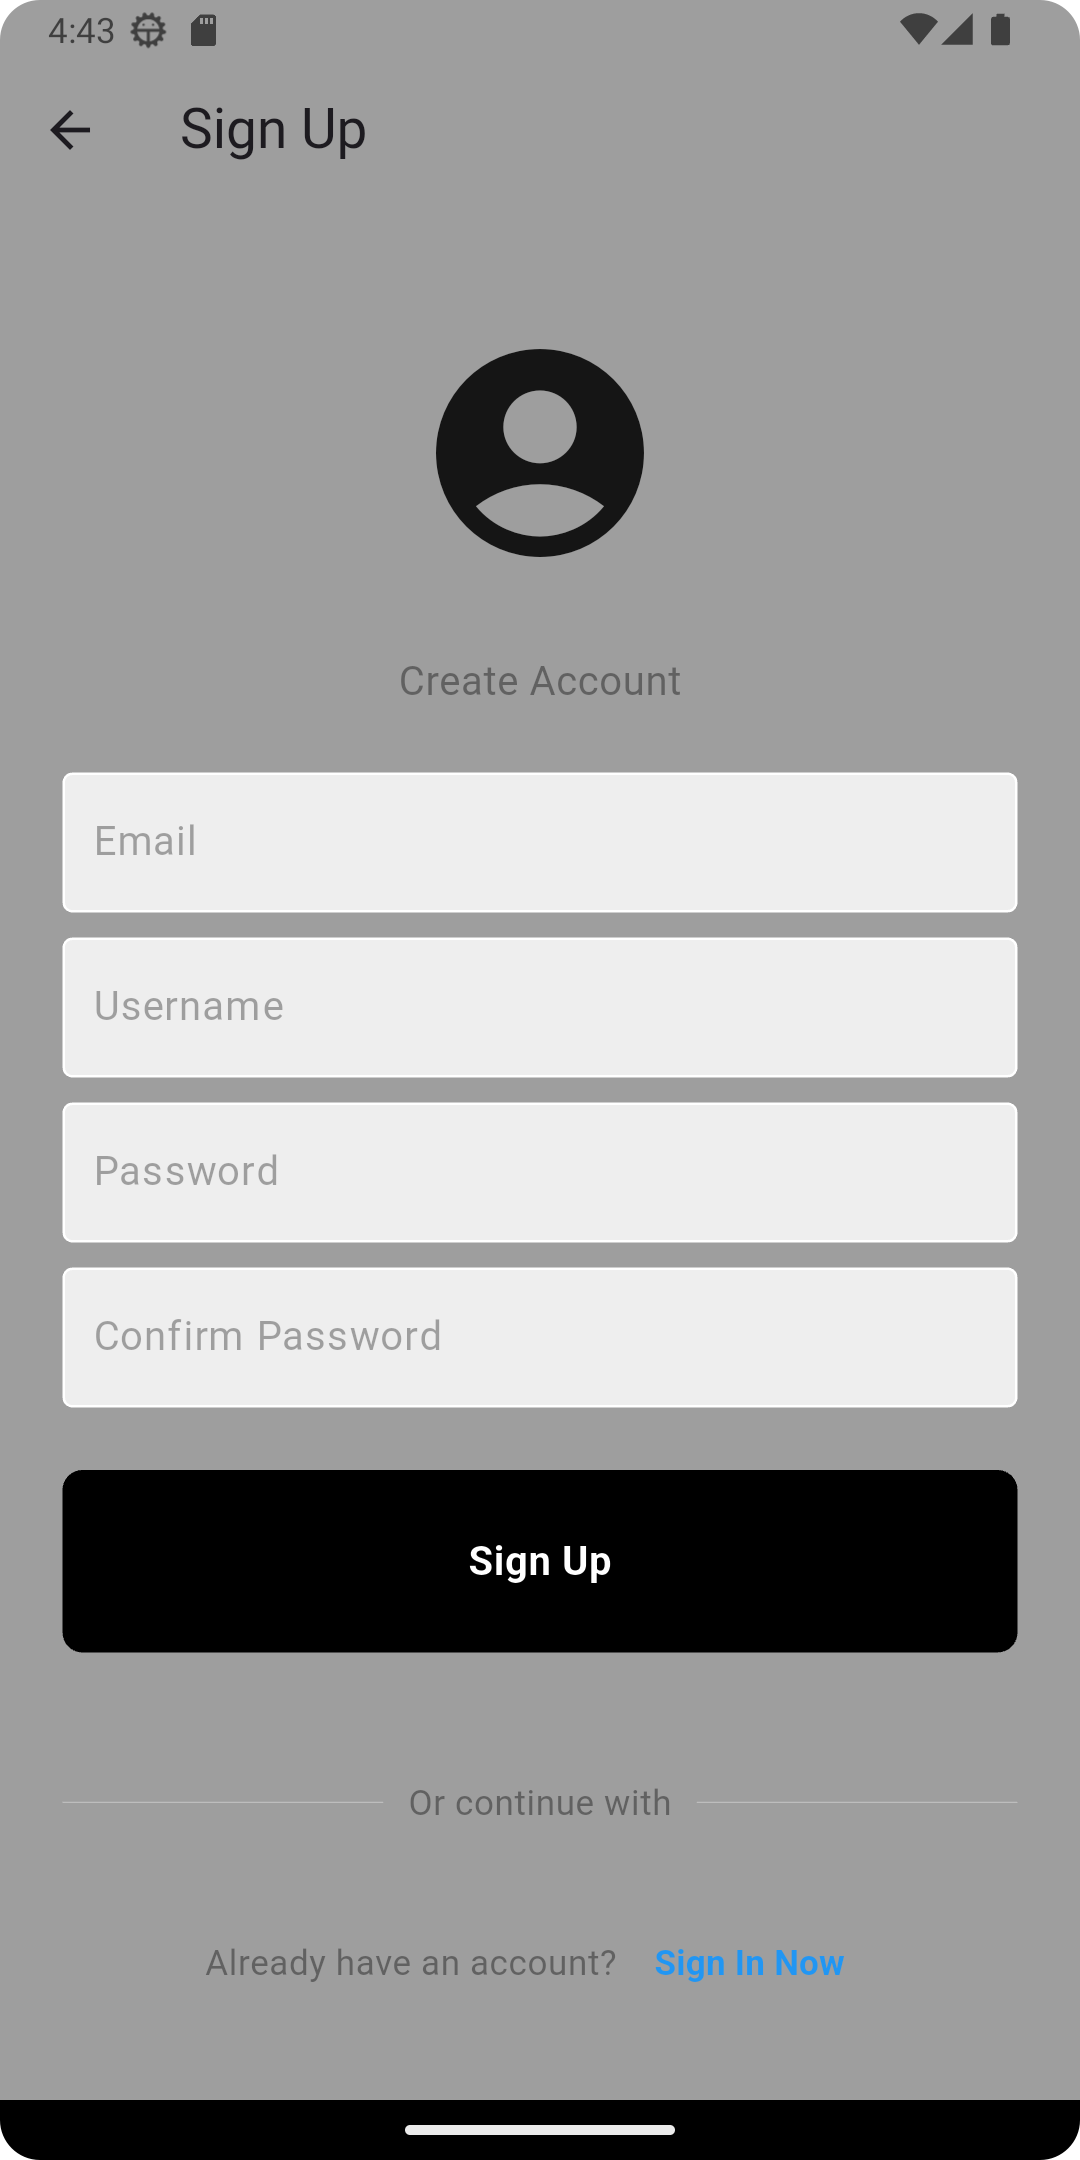 4:43
Sign Up
Create Account
Email
Username
Password
Confirm Password
Sign Up
Or continue with
Already have an account? Sign In Now